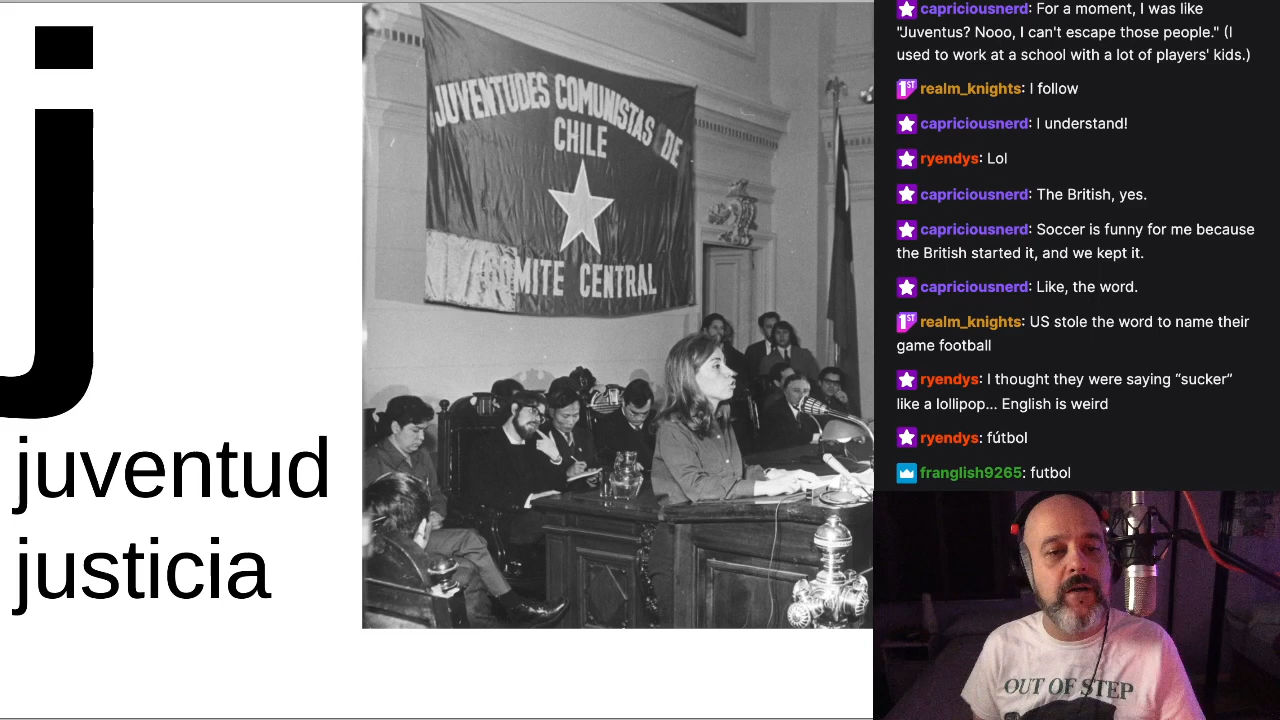 j
juventud
justicia
JUVENTUDES COMUNISTAS DE
CHILE
COMITE CENTRAL
capriciousnerd: For a moment, I was like
"Juventus? Nooo, I can't escape those people." (I
used to work at a school with a lot of players' kids.)
1ST realm_knights: I follow
capriciousnerd: I understand!
ryendys: Lol
capriciousnerd: The British, yes.
capriciousnerd: Soccer is funny for me because
the British started it, and we kept it.
capriciousnerd: Like, the word.
1ST realm_knights: US stole the word to name their
game football
ryendys: I thought they were saying “sucker”
like a lollipop... English is weird
ryendys: fútbol
franglish9265: futbol
OUT OF STEP